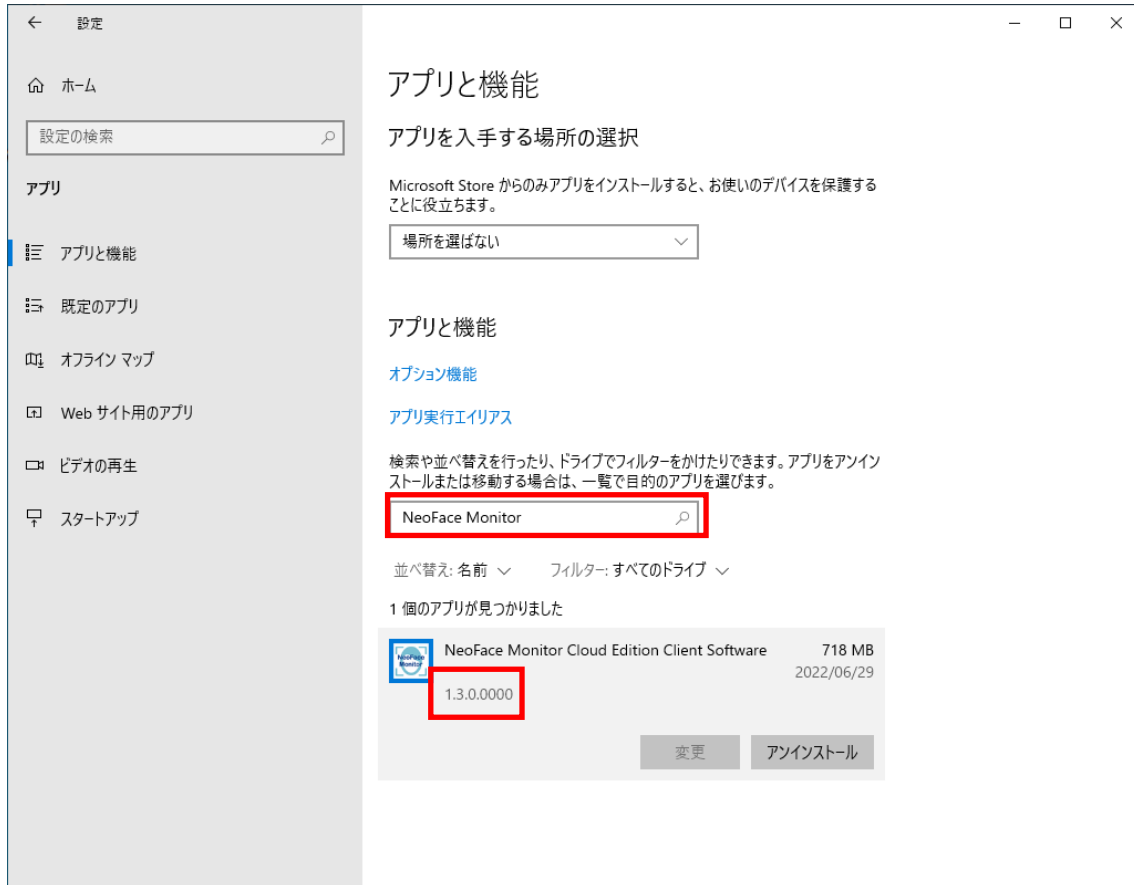 設定
ホーム
設定の検索
アプリ
アプリと機能
既定のアプリ
オフライン マップ
Web サイト用のアプリ
ビデオの再生
スタートアップ
アプリと機能
アプリを入手する場所の選択
Microsoft Store からのみアプリをインストールすると、お使いのデバイスを保護する
ことに役立ちます。
場所を選ばない
アプリと機能
オプション機能
アプリ実行エイリアス
検索や並べ替えを行ったり、ドライブでフィルターをかけたりできます。アプリをアンイン
ストールまたは移動する場合は、一覧で目的のアプリを選びます。
NeoFace Monitor
並べ替え: 名前 フィルター: すべてのドライブ
1 個のアプリが見つかりました
NeoFace
Monitor
NeoFace Monitor Cloud Edition Client Software 718 MB
2022/06/29
1.3.0.0000
変更 アンインストール